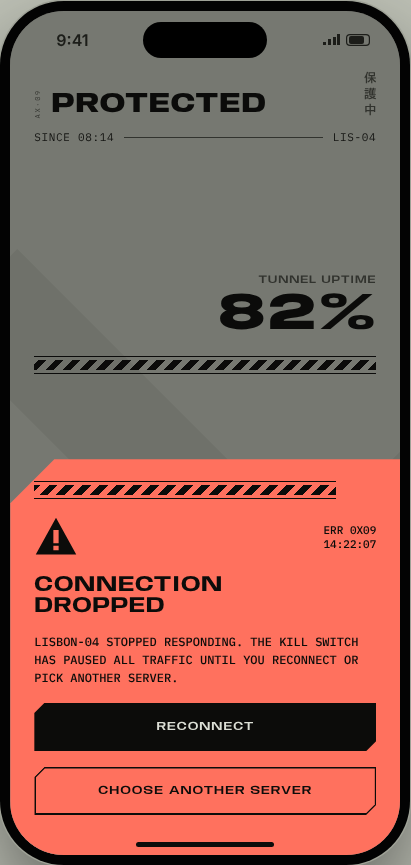 9:41
AX-09
PROTECTED
保護中
SINCE 08:14
LIS-04
TUNNEL UPTIME
82%
ERR 0X09
14:22:07
CONNECTION
DROPPED
LISBON-04 STOPPED RESPONDING. THE KILL SWITCH
HAS PAUSED ALL TRAFFIC UNTIL YOU RECONNECT OR
PICK ANOTHER SERVER.
RECONNECT
CHOOSE ANOTHER SERVER